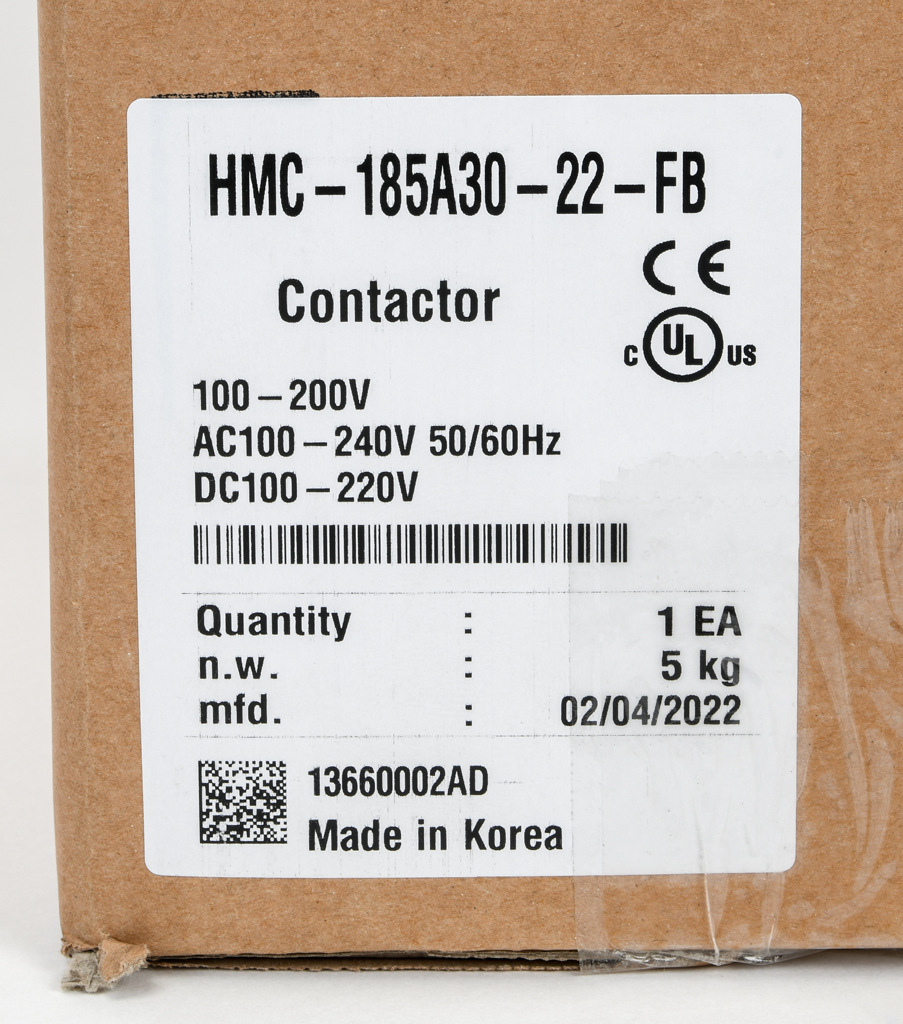 HMC-185A30-22-FB
CE
Contactor
C UL US
100-200V
AC100-240V 50/60Hz
DC100-220V
Quantity : 1 EA
n.w. : 5 kg
mfd. : 02/04/2022
13660002AD
Made in Korea